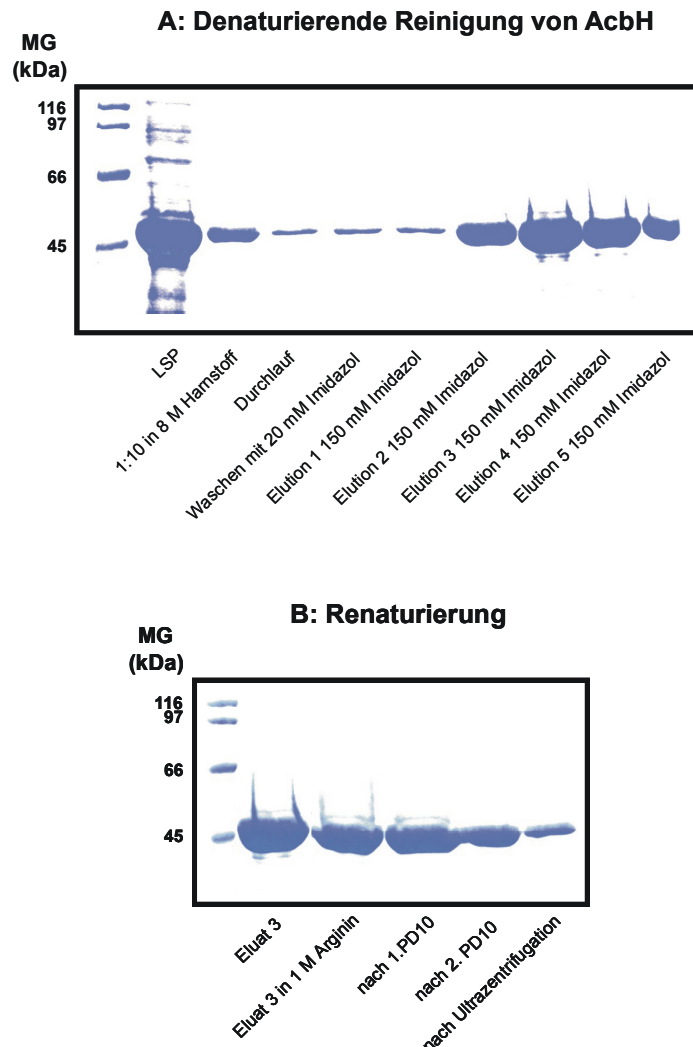 A: Denaturierende Reinigung von AcbH
MG
(kDa)
116
97
66
45
LSP
1:10 in 8 M Harnstoff
Durchlauf
Waschen mit 20 mM Imidazol
Elution 1 150 mM Imidazol
Elution 2 150 mM Imidazol
Elution 3 150 mM Imidazol
Elution 4 150 mM Imidazol
Elution 5 150 mM Imidazol
B: Renaturierung
MG
(kDa)
116
97
66
45
Eluat 3
Eluat 3 in 1 M Arginin
nach 1.PD10
nach 2. PD10
nach Ultrazentrifugation